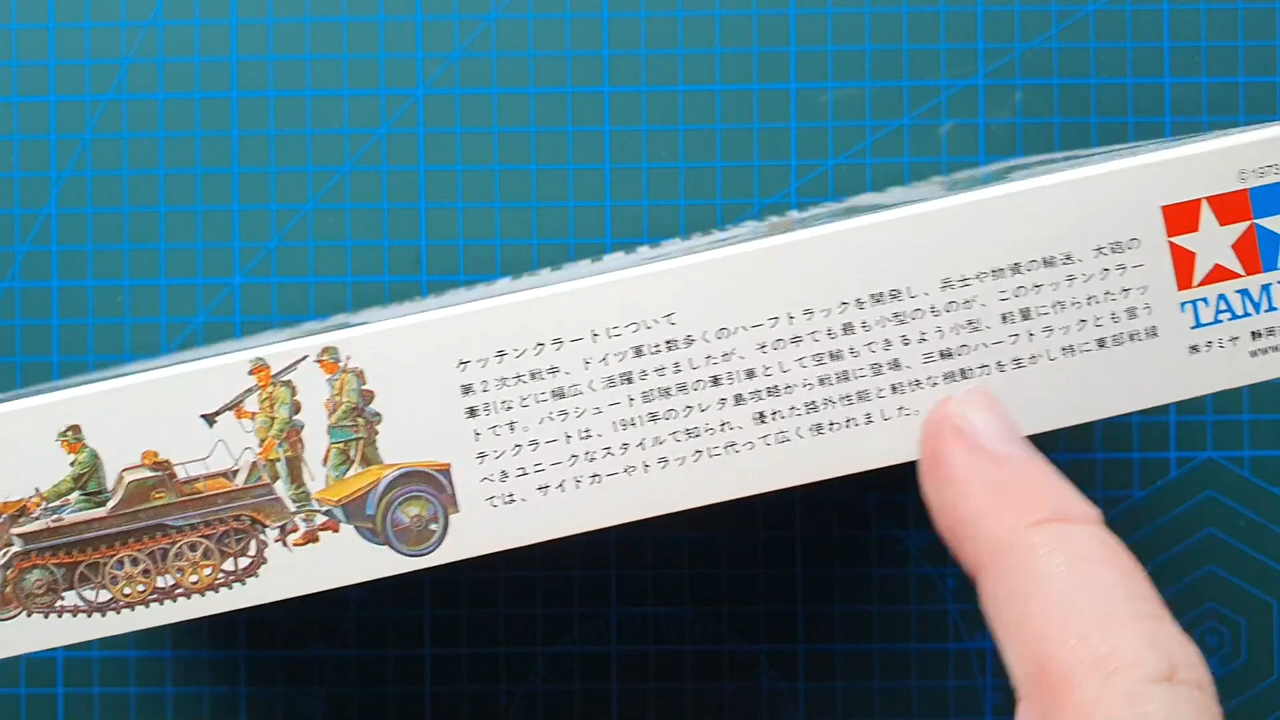 ケッテンクラートについて
第2次大戦中、ドイツ軍は数多くのハーフトラックを開発し、兵士や物資の輸送、大砲の
牽引などに幅広く活躍させましたが、その中でも最も小型のものが、このケッテンクラー
トです。パラシュート部隊用の牽引車として空輸もできるよう小型、軽量に作られたケッ
テンクラートは、1941年のクレタ島攻略から戦線に登場、三輪のハーフトラックとも言う
べきユニークなスタイルで知られ、優れた路外性能と軽快な機動力を生かし特に東部戦線
では、サイドカーやトラックに代って広く使われました。
©1973
TAM
㈱タミヤ 静岡
www.